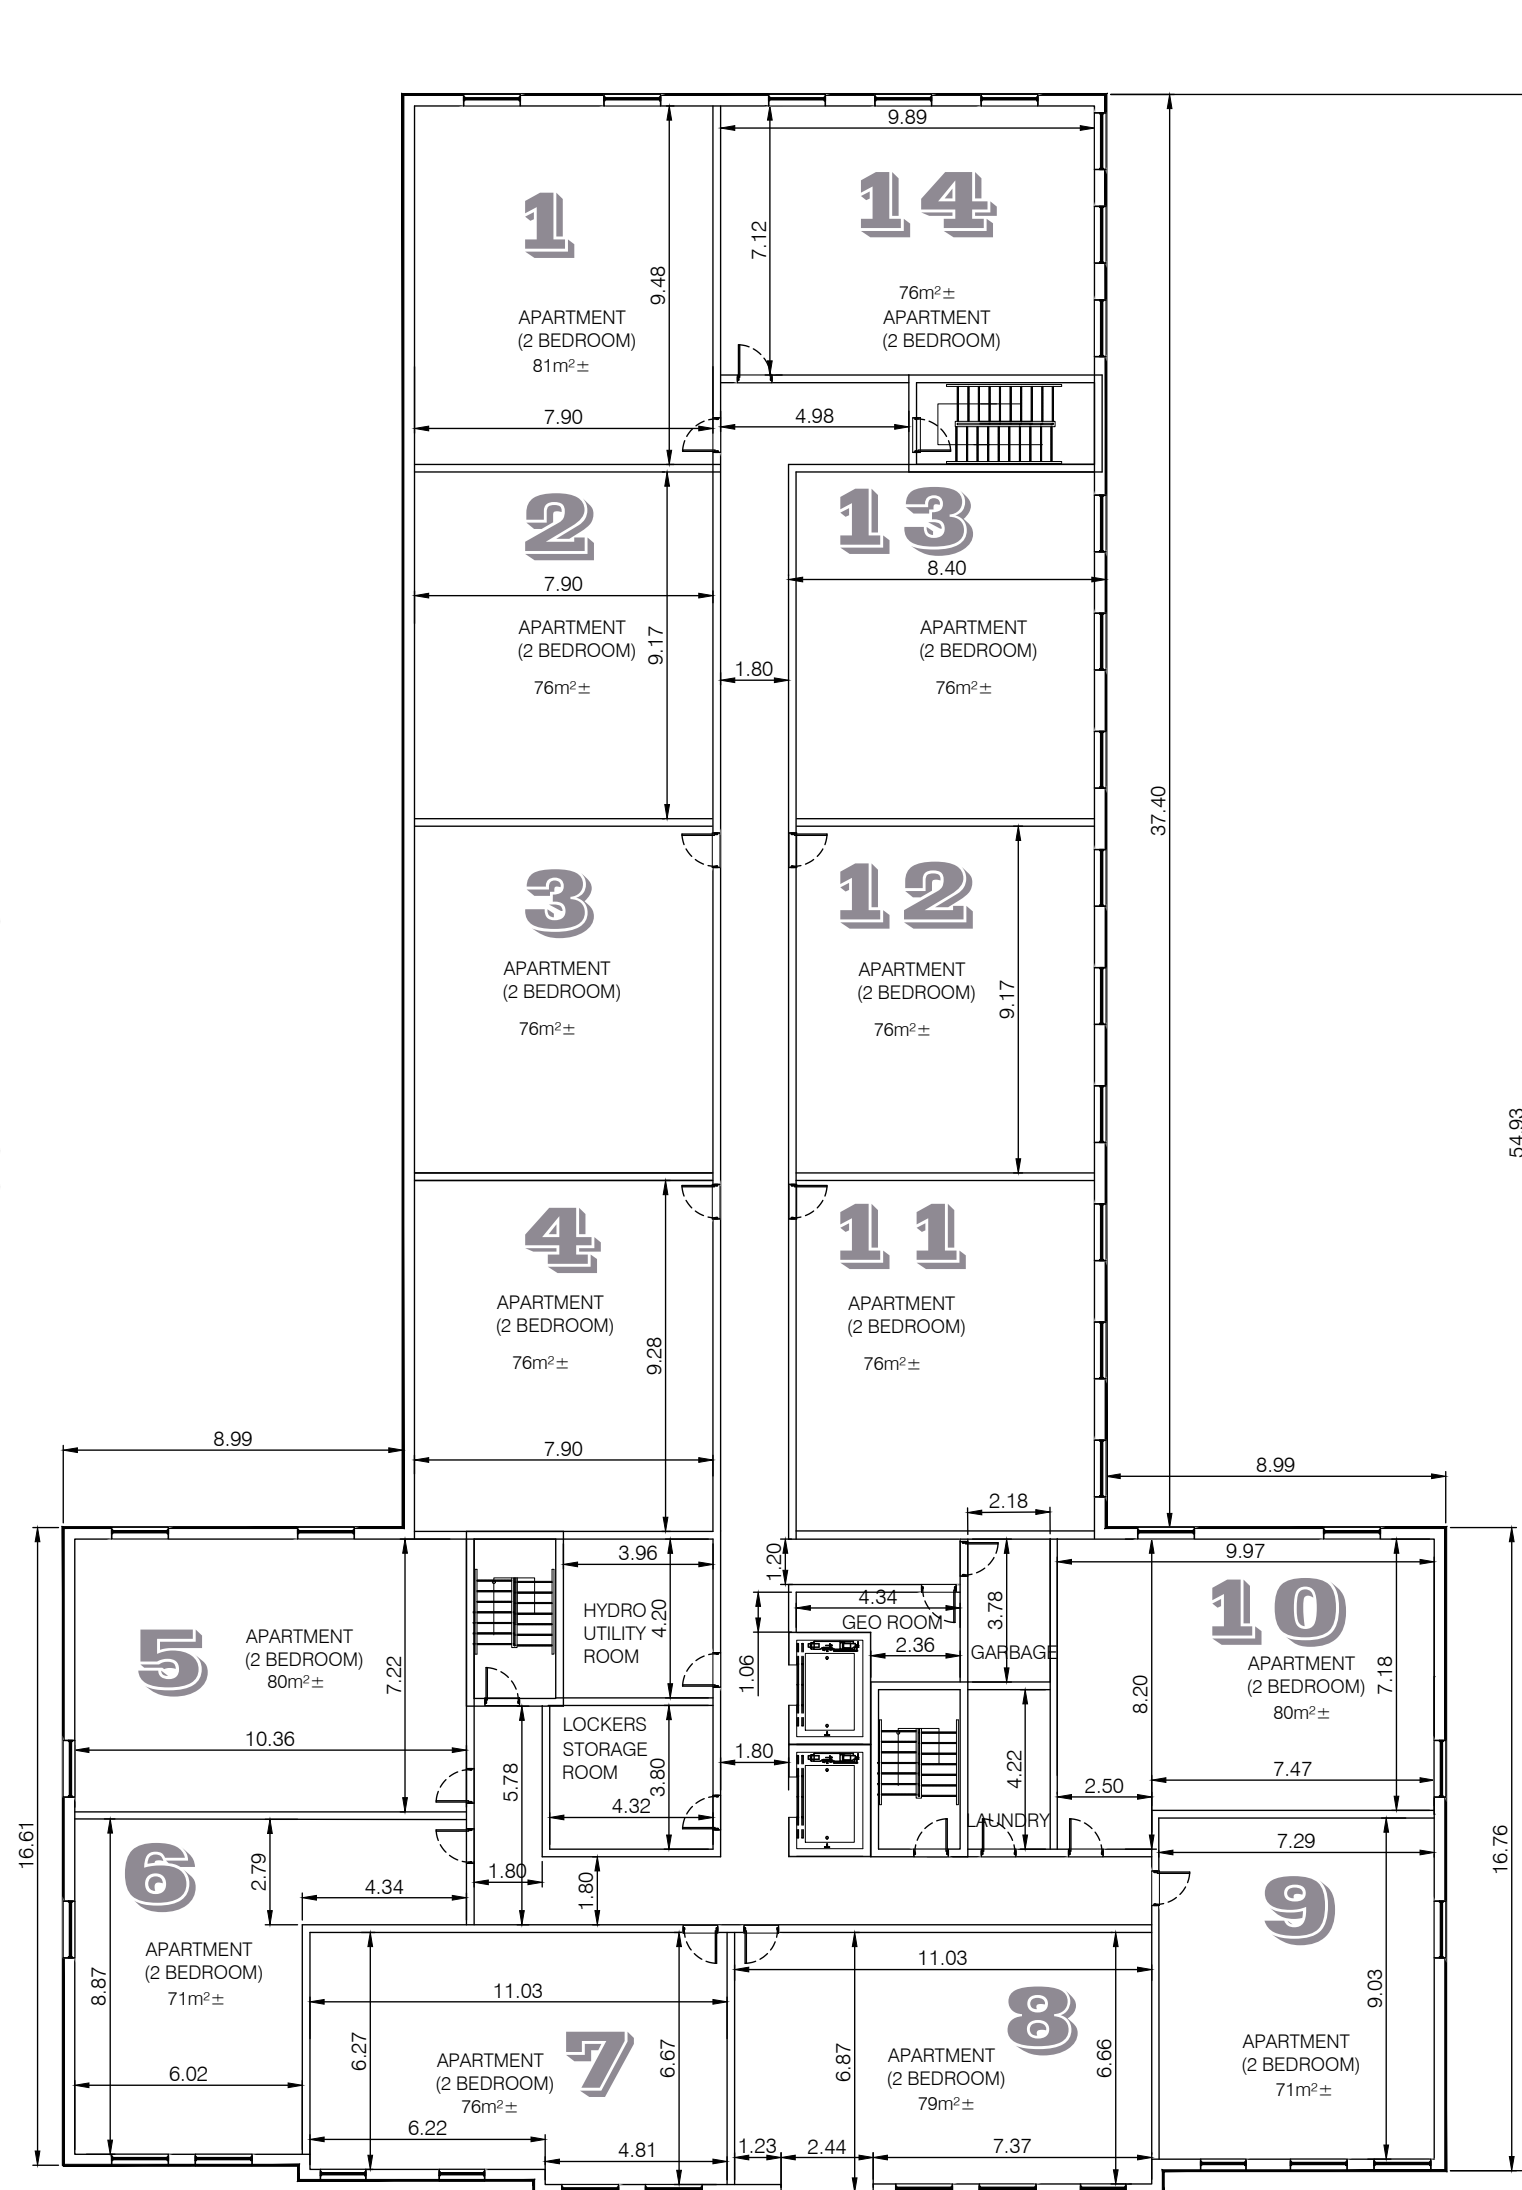 9.89
1
14
7.12
9.48
76m²±
APARTMENT
(2 BEDROOM)
APARTMENT
(2 BEDROOM)
81m²±
7.90
4.98
2
13
7.90
8.40
APARTMENT
(2 BEDROOM)
9.17
76m²±
APARTMENT
(2 BEDROOM)
76m²±
1.80
37.40
3
12
APARTMENT
(2 BEDROOM)
76m²±
APARTMENT
(2 BEDROOM)
76m²±
9.17
54.93
4
11
APARTMENT
(2 BEDROOM)
76m²±
9.28
APARTMENT
(2 BEDROOM)
76m²±
8.99
7.90
8.99
2.18
3.96
1.20
9.97
5
APARTMENT
(2 BEDROOM)
80m²±
7.22
10.36
HYDRO
UTILITY
ROOM
4.20
4.34
GEO ROOM
2.36
1.06
3.78
GARBAGE
10
APARTMENT
(2 BEDROOM)
80m²±
7.18
8.20
7.47
2.50
LOCKERS
STORAGE
ROOM
3.80
4.32
5.78
1.80
4.22
LAUNDRY
16.61
16.76
6
2.79
4.34
1.80
1.80
7.29
9
APARTMENT
(2 BEDROOM)
71m²±
8.87
6.02
11.03
11.03
6.27
7
APARTMENT
(2 BEDROOM)
76m²±
6.67
6.22
4.81
8
6.87
APARTMENT
(2 BEDROOM)
79m²±
6.66
1.23
2.44
7.37
9.03
APARTMENT
(2 BEDROOM)
71m²±